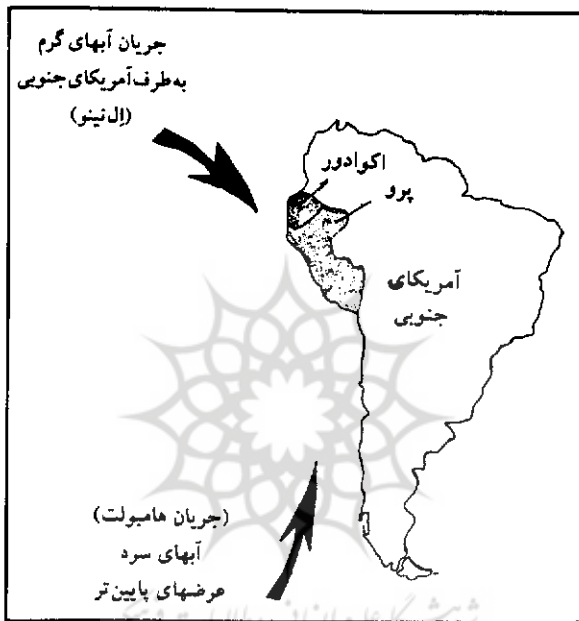 جریان آبهای گرم
به‌طرف آمریکای جنوبی
(اِل‌نینو)
اکوادور
پرو
آمریکای
جنوبی
(جریان هامبولت)
آبهای سرد
عرضهای پایین‌تر